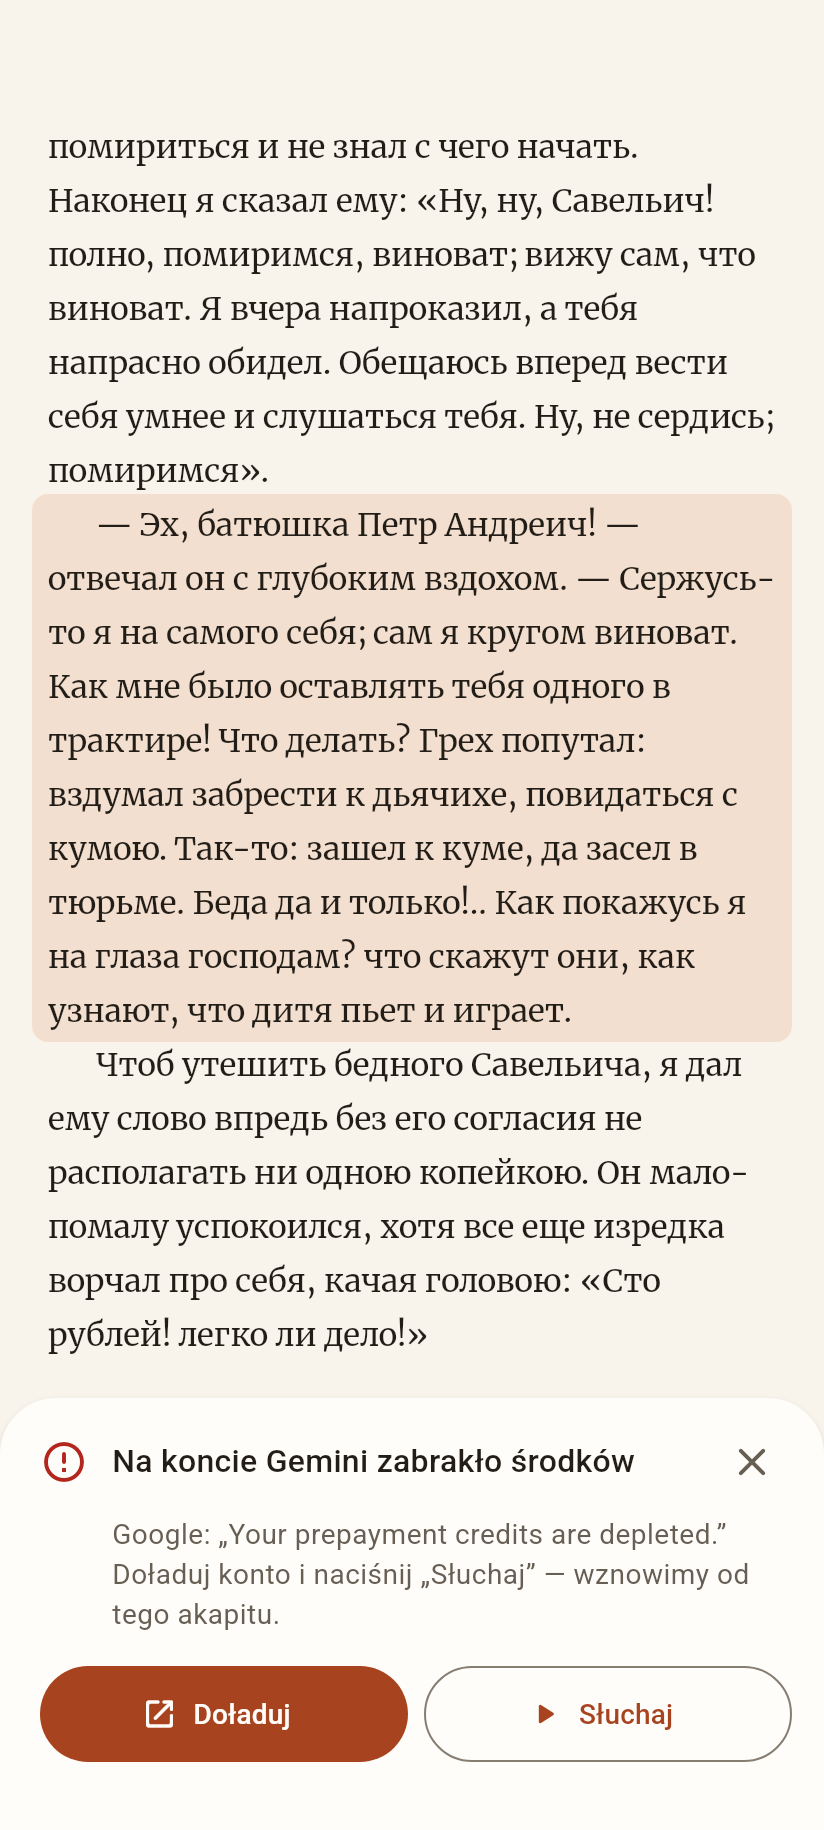 помириться и не знал с чего начать.
Наконец я сказал ему: «Ну, ну, Савельич!
полно, помиримся, виноват; вижу сам, что
виноват. Я вчера напроказил, а тебя
напрасно обидел. Обещаюсь вперед вести
себя умнее и слушаться тебя. Ну, не сердись;
помиримся».
— Эх, батюшка Петр Андреич! —
отвечал он с глубоким вздохом. — Сержусь-
то я на самого себя; сам я кругом виноват.
Как мне было оставлять тебя одного в
трактире! Что делать? Грех попутал:
вздумал забрести к дьячихе, повидаться с
кумою. Так-то: зашел к куме, да засел в
тюрьме. Беда да и только!.. Как покажусь я
на глаза господам? что скажут они, как
узнают, что дитя пьет и играет.
Чтоб утешить бедного Савельича, я дал
ему слово впредь без его согласия не
располагать ни одною копейкою. Он мало-
помалу успокоился, хотя все еще изредка
ворчал про себя, качая головою: «Сто
рублей! легко ли дело!»
Na koncie Gemini zabrakło środków
Google: „Your prepayment credits are depleted.”
Doładuj konto i naciśnij „Słuchaj” — wznowimy od
tego akapitu.
Doładuj
Słuchaj